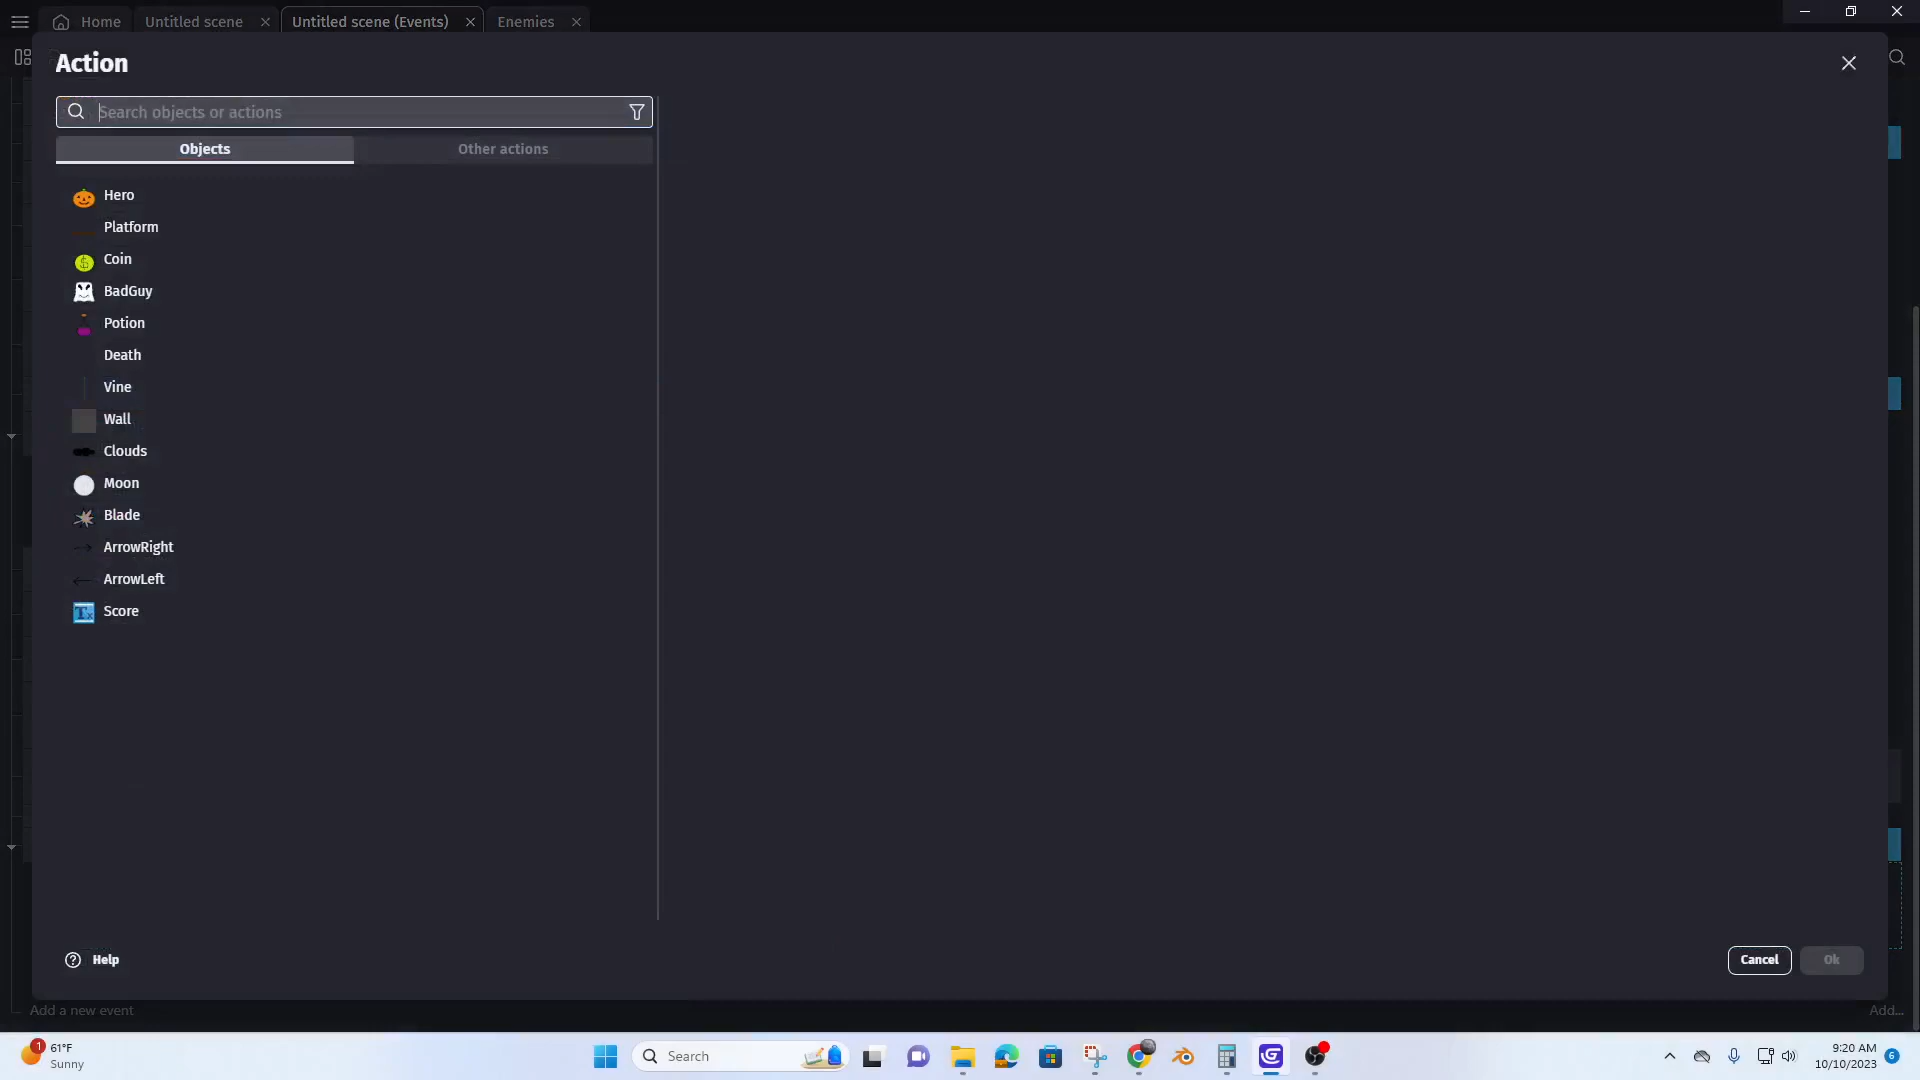 Home
Untitled scene
Untitled scene (Events)
Enemies
Action
Search objects or actions
Objects
Other actions
Hero
Platform
Coin
BadGuy
Potion
Death
Vine
Wall
Clouds
Moon
Blade
ArrowRight
ArrowLeft
Score
Help
Cancel
Ok
Add a new event
Add...
1
61°F
Sunny
Search
9:20 AM
10/10/2023
6